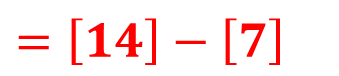 = [14] − [7]